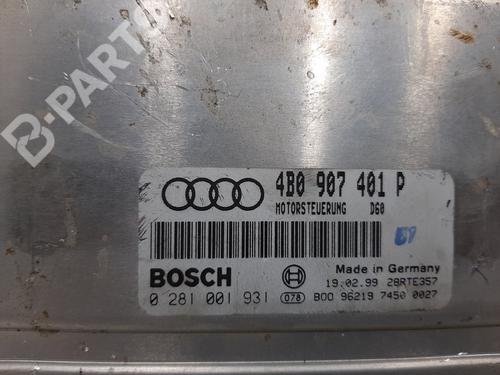 B-PARTS
4B0 907 401 P
MOTORSTEUERUNG D60
BOSCH
Made in Germany
0 281 001 931
19.02.99 28RTE357
078 B00 96219 7450 0027